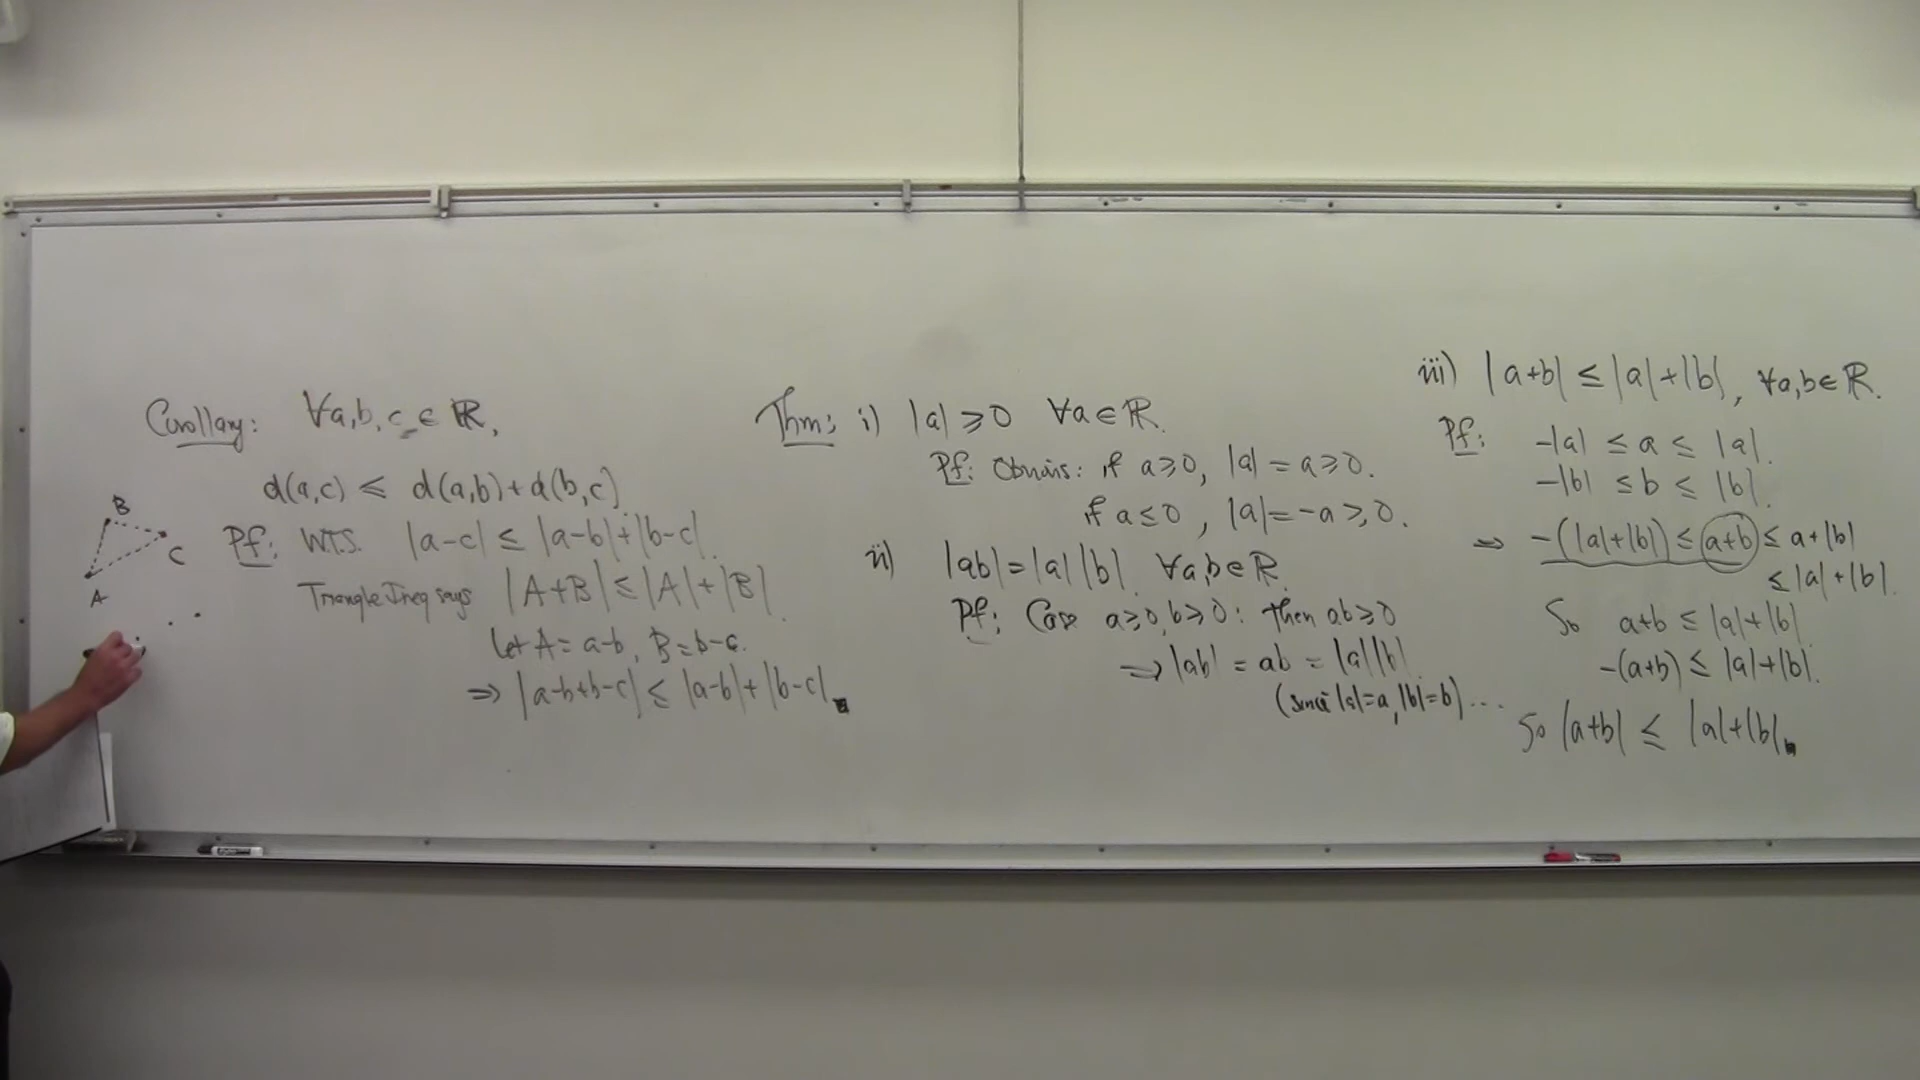 Corollary: ∀a,b,c ∈ ℝ,
d(a,c) ≤ d(a,b)+d(b,c)
B
C
A
Pf: W.T.S. |a-c| ≤ |a-b|+|b-c|.
Triangle Ineq says |A+B| ≤ |A|+|B|.
let A = a-b, B = b-c.
⇒ |a-b+b-c| ≤ |a-b|+|b-c|. ■
Thm: i) |a| ≥ 0 ∀a ∈ ℝ.
Pf: Obvious: if a ≥ 0, |a| = a ≥ 0.
if a ≤ 0, |a| = -a ≥ 0.
ii) |ab| = |a||b| ∀a,b ∈ ℝ.
Pf: Case a ≥ 0, b ≥ 0: then ab ≥ 0
⇒ |ab| = ab = |a||b|
(since |a|=a, |b|=b) ...
iii) |a+b| ≤ |a|+|b|, ∀a,b ∈ ℝ.
Pf: -|a| ≤ a ≤ |a|.
-|b| ≤ b ≤ |b|.
⇒ -(|a|+|b|) ≤ a+b ≤ a+|b|
≤ |a|+|b|.
So a+b ≤ |a|+|b|
-(a+b) ≤ |a|+|b|.
So |a+b| ≤ |a|+|b|. ■